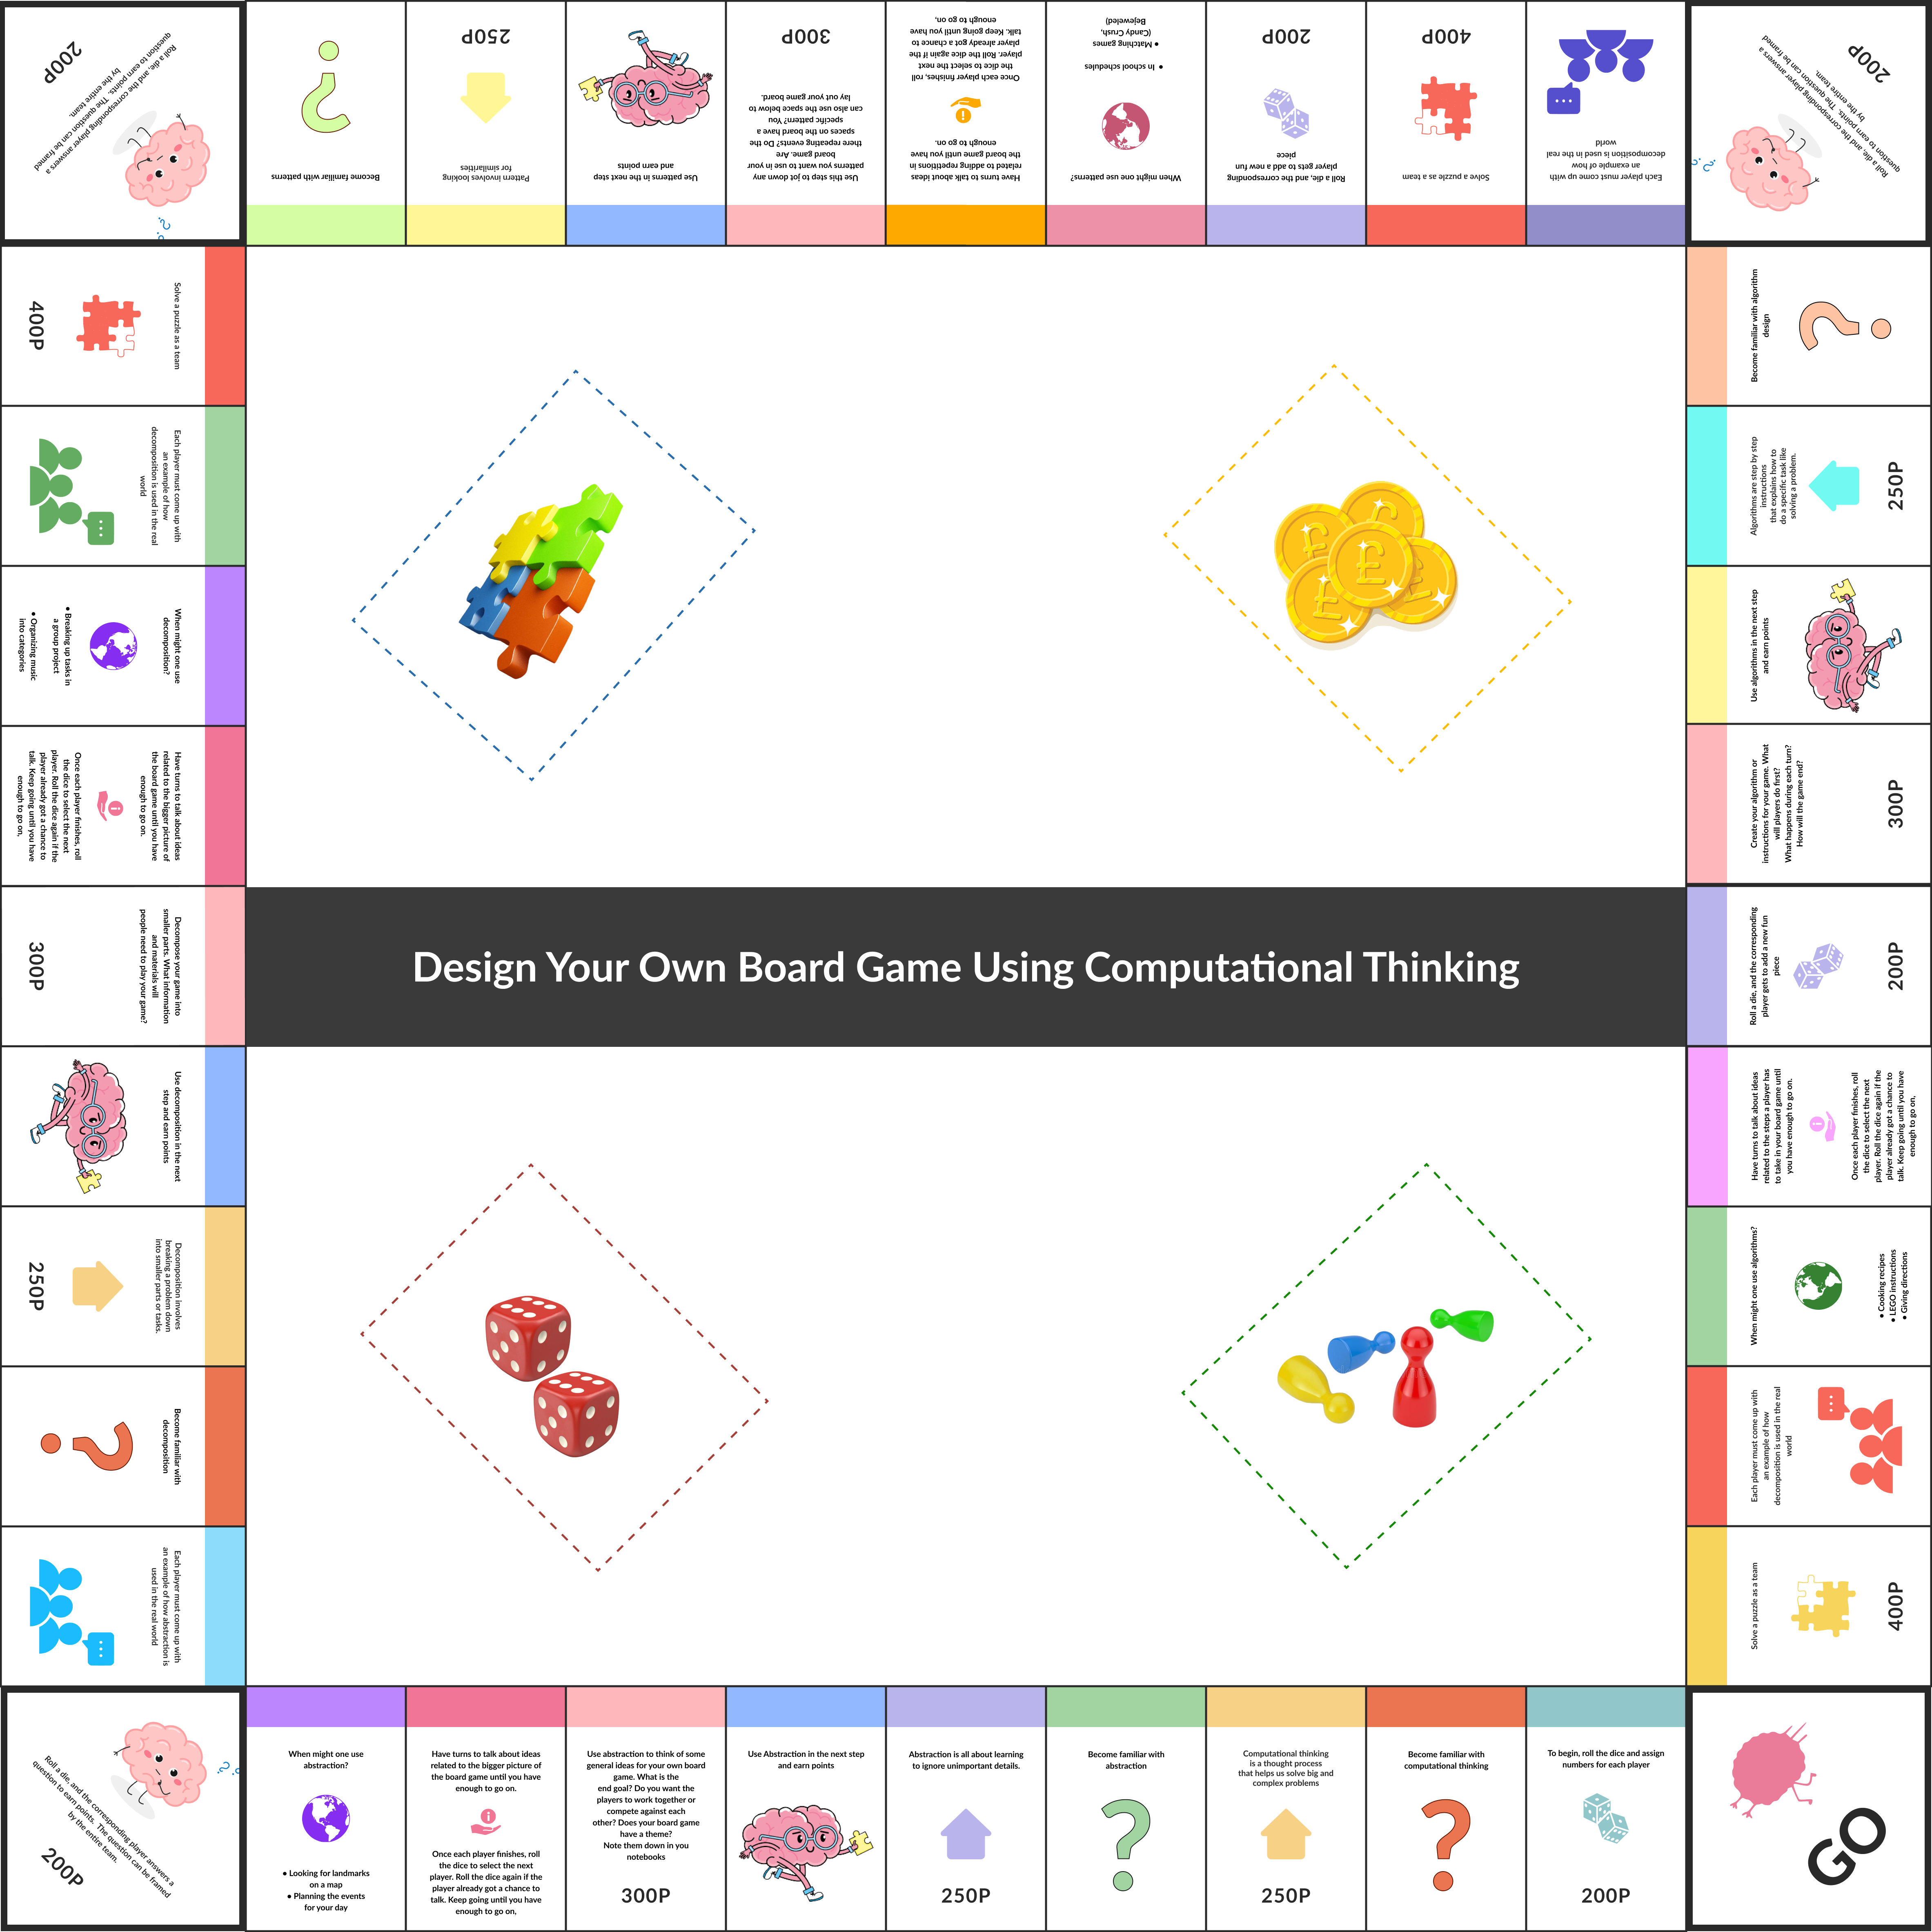 Roll a die, and the corresponding player answers a
question to earn points. The question can be framed
by the entire team.
200P
Become familiar with patterns
Pattern involves looking
for similarities
250P
Use patterns in the next step
and earn points
Use this step to jot down any
patterns you want to use in your
board game. Are
there repeating events? Do the
spaces on the board have a
specific pattern? You
can also use the space below to
lay out your game board.
300P
Have turns to talk about ideas
related to adding repetitions in
the board game until you have
enough to go on.
Once each player finishes, roll
the dice to select the next
player. Roll the dice again if the
player already got a chance to
talk. Keep going until you have
enough to go on,
When might one use patterns?
• In school schedules
• Matching games
(Candy Crush,
Bejeweled)
Roll a die, and the corresponding
player gets to add a new fun
piece
200P
Solve a puzzle as a team
400P
Each player must come up with
an example of how
decomposition is used in the real
world
Roll a die, and the corresponding player answers a
question to earn points. The question can be framed
by the entire team.
200P
Solve a puzzle as a team
400P
Each player must come up with
an example of how
decomposition is used in the real
world
When might one use
decomposition?
• Breaking up tasks in
a group project
• Organizing music
into categories
Have turns to talk about ideas
related to the bigger picture of
the board game until you have
enough to go on.
Once each player finishes, roll
the dice to select the next
player. Roll the dice again if the
player already got a chance to
talk. Keep going until you have
enough to go on,
Decompose your game into
smaller parts. What information
and materials will
people need to play your game?
300P
Use decomposition in the next
step and earn points
Decomposition involves
breaking a problem down
into smaller parts or tasks.
250P
Become familiar with
decomposition
Each player must come up with
an example of how abstraction is
used in the real world
Design Your Own Board Game Using Computational Thinking
Become familiar with algorithm
design
Algorithms are step by step
instructions
that explains how to
do a specific task like
solving a problem.
250P
Use algorithms in the next step
and earn points
Create your algorithm or
instructions for your game. What
will players do first?
What happens during each turn?
How will the game end?
300P
Roll a die, and the corresponding
player gets to add a new fun
piece
200P
Have turns to talk about ideas
related to the steps a player has
to take in your board game until
you have enough to go on.
Once each player finishes, roll
the dice to select the next
player. Roll the dice again if the
player already got a chance to
talk. Keep going until you have
enough to go on,
When might one use algorithms?
• Cooking recipes
• LEGO instructions
• Giving directions
Each player must come up with
an example of how
decomposition is used in the real
world
Solve a puzzle as a team
400P
Roll a die, and the corresponding player answers a
question to earn points. The question can be framed
by the entire team.
200P
When might one use
abstraction?
• Looking for landmarks
on a map
• Planning the events
for your day
Have turns to talk about ideas
related to the bigger picture of
the board game until you have
enough to go on.
Once each player finishes, roll
the dice to select the next
player. Roll the dice again if the
player already got a chance to
talk. Keep going until you have
enough to go on,
Use abstraction to think of some
general ideas for your own board
game. What is the
end goal? Do you want the
players to work together or
compete against each
other? Does your board game
have a theme?
Note them down in you
notebooks
300P
Use Abstraction in the next step
and earn points
Abstraction is all about learning
to ignore unimportant details.
250P
Become familiar with
abstraction
Computational thinking
is a thought process
that helps us solve big and
complex problems
250P
Become familiar with
computational thinking
To begin, roll the dice and assign
numbers for each player
200P
GO